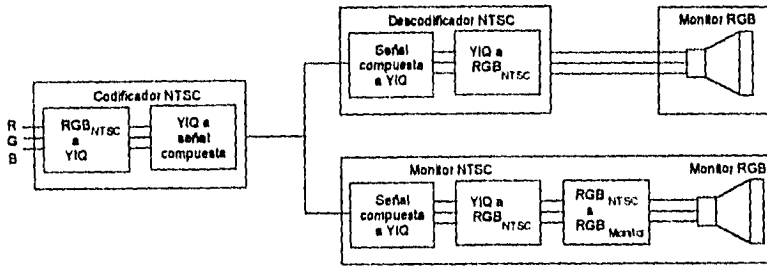 Descodificador NTSC
Monitor RGB
Señal
compuesta
a YIQ
YIQ a
RGB NTSC
Codificador NTSC
R
G
B
RGB NTSC
a
YIQ
YIQ a
señal
compuesta
Monitor NTSC
Monitor RGB
Señal
compuesta
a YIQ
YIQ a
RGB NTSC
RGB NTSC
a
RGB Monitor